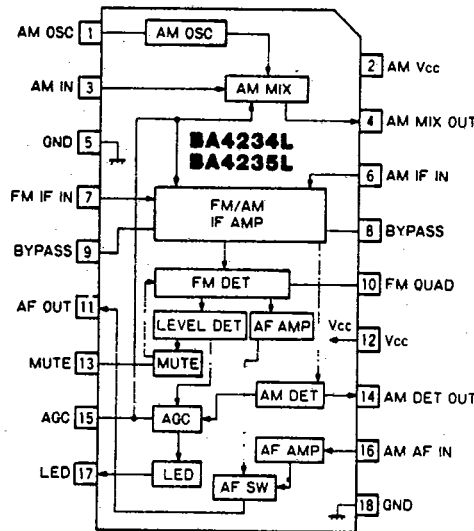 AM OSC 1 AM OSC
2 AM Vcc
AM IN 3 AM MIX
4 AM MIX OUT
GND 5
BA4234L
BA4235L
6 AM IF IN
FM IF IN 7
FM/AM
IF AMP
8 BYPASS
BYPASS 9
FM DET 10 FM QUAD
AF OUT 11
LEVEL DET AF AMP
Vcc 12 Vcc
MUTE 13 MUTE
AM DET 14 AM DET OUT
AGC 15 AGC
AF AMP 16 AM AF IN
LED 17 LED
AF SW
18 GND